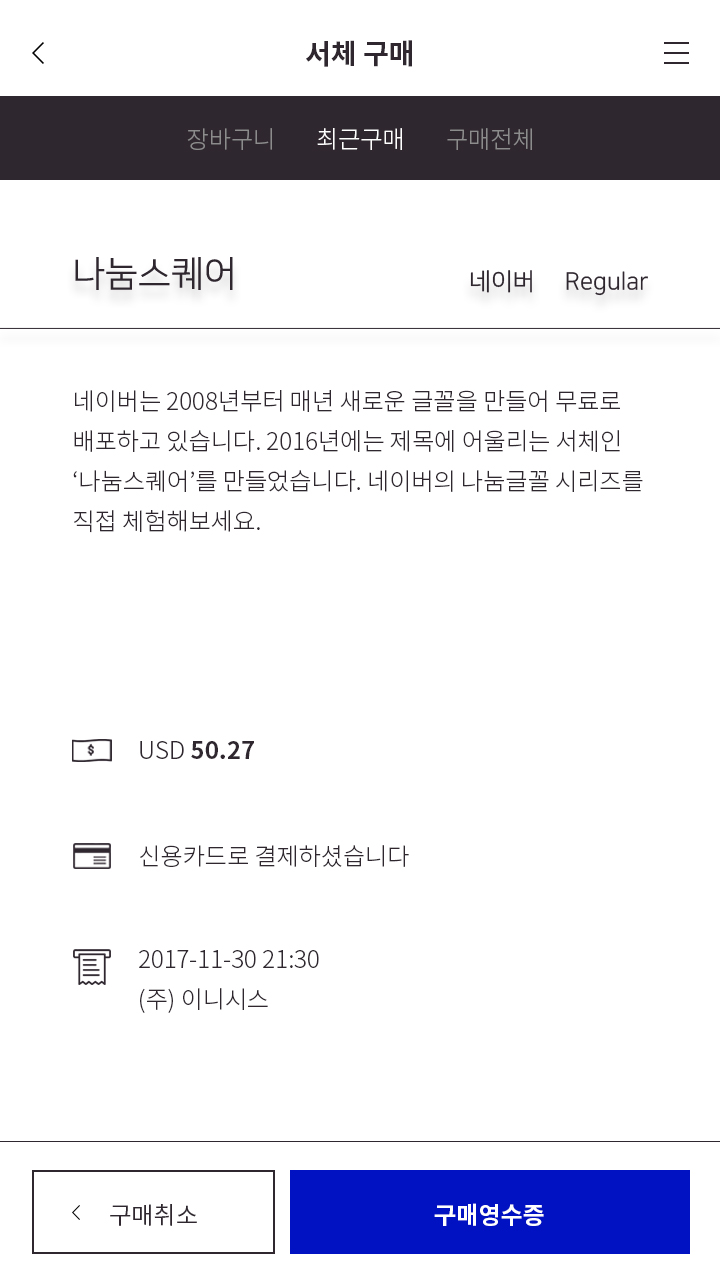 서체 구매
장바구니 최근구매 구매전체
나눔스퀘어 네이버 Regular
네이버는 2008년부터 매년 새로운 글꼴을 만들어 무료로
배포하고 있습니다. 2016년에는 제목에 어울리는 서체인
‘나눔스퀘어’를 만들었습니다. 네이버의 나눔글꼴 시리즈를
직접 체험해보세요.
$ USD 50.27
신용카드로 결제하셨습니다
2017-11-30 21:30
(주) 이니시스
구매취소 구매영수증